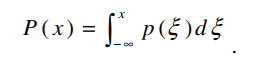 P(x) = ∫_{-∞}^{x} p(ξ)dξ .